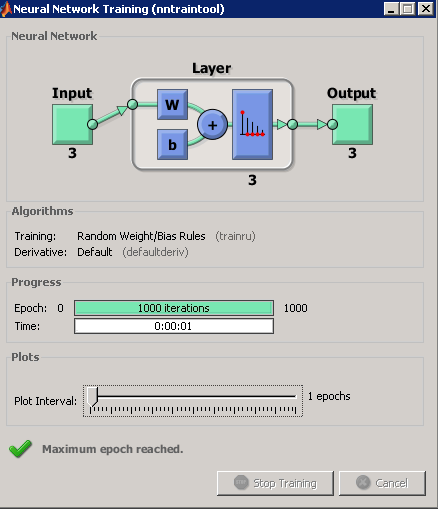 Neural Network Training (nntraintool)
Neural Network
Layer
Input
Output
W
b
+
3
3
3
Algorithms
Training: Random Weight/Bias Rules (trainru)
Derivative: Default (defaultderiv)
Progress
Epoch: 0 1000 iterations 1000
Time: 0:00:01
Plots
Plot Interval: 1 epochs
Maximum epoch reached.
Stop Training Cancel